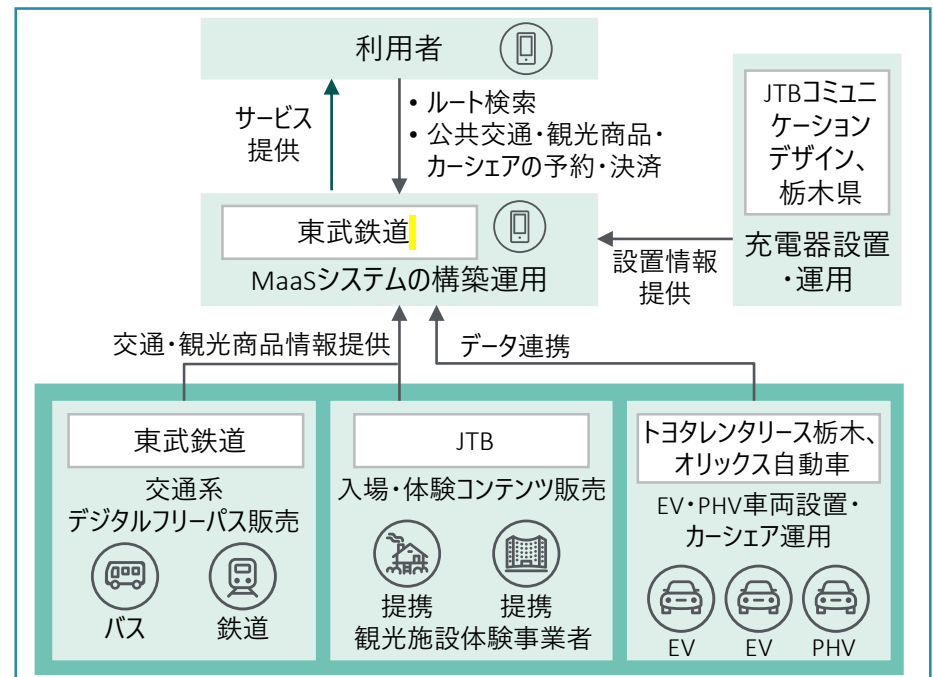 利用者
サービス
提供
• ルート検索
• 公共交通・観光商品・
カーシェアの予約・決済
JTBコミュニ
ケーション
デザイン、
栃木県
充電器設置
・運用
東武鉄道
MaaSシステムの構築運用
設置情報
提供
交通・観光商品情報提供
データ連携
東武鉄道
交通系
デジタルフリーパス販売
バス
鉄道
JTB
入場・体験コンテンツ販売
提携
提携
観光施設体験事業者
トヨタレンタリース栃木、
オリックス自動車
EV・PHV車両設置・
カーシェア運用
EV
EV
PHV